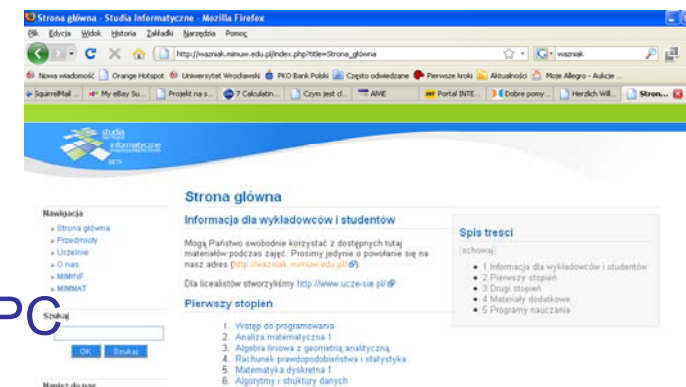 Strona główna - Studia Informatyczne - Mozilla Firefox
Plik Edycja Widok Historia Zakładki Narzędzia Pomoc
http://wazniak.mimuw.edu.pl/index.php?title=Strona_główna
wazniak
Nowa wiadomość Orange Hotspot Uniwersytet Wrocławski PKO Bank Polski Często odwiedzane Pierwsze kroki Aktualności Moje Allegro - Aukcje ...
SquirrelMail ... My eBay Su... Projekt na s... 7 Calculatin... Czym jest d... AME Portal INTE... Dobre pomy... Herzlich Will... Stron...
studia
informatyczne
BETA
Strona główna
Nawigacja
Strona główna
Przedmioty
Uczelnie
O nas
MIMINF
MIMMAT
Szukaj
OK Szukaj
Napisz do nas
Informacja dla wykładowców i studentów
Mogą Państwo swobodnie korzystać z dostępnych tutaj
materiałów podczas zajęć. Prosimy jedynie o powołanie się na
nasz adres (http://wazniak.mimuw.edu.pl/).
Dla licealistów stworzyliśmy http://www.ucze-sie.pl/
Pierwszy stopień
1. Wstęp do programowania
2. Analiza matematyczna 1
3. Algebra liniowa z geometrią analityczną
4. Rachunek prawdopodobieństwa i statystyka
5. Matematyka dyskretna 1
6. Algorytmy i struktury danych
Spis treści
[schowaj]
1 Informacja dla wykładowców i studentów
2 Pierwszy stopień
3 Drugi stopień
4 Materiały dodatkowe
5 Programy nauczania
PC